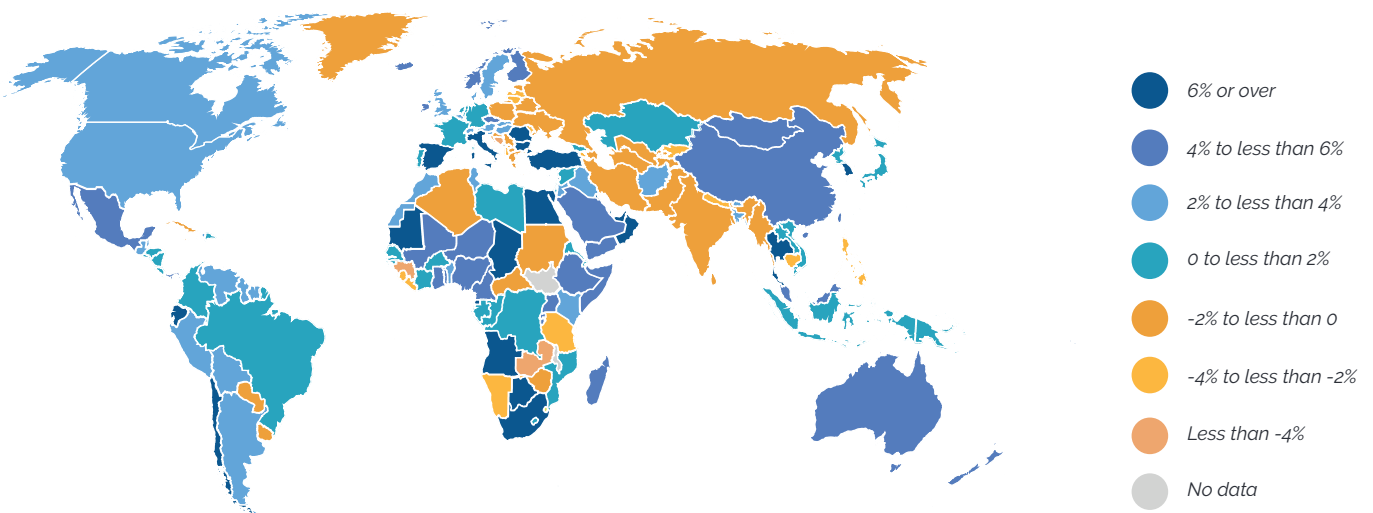 6% or over
4% to less than 6%
2% to less than 4%
0 to less than 2%
-2% to less than 0
-4% to less than -2%
Less than -4%
No data